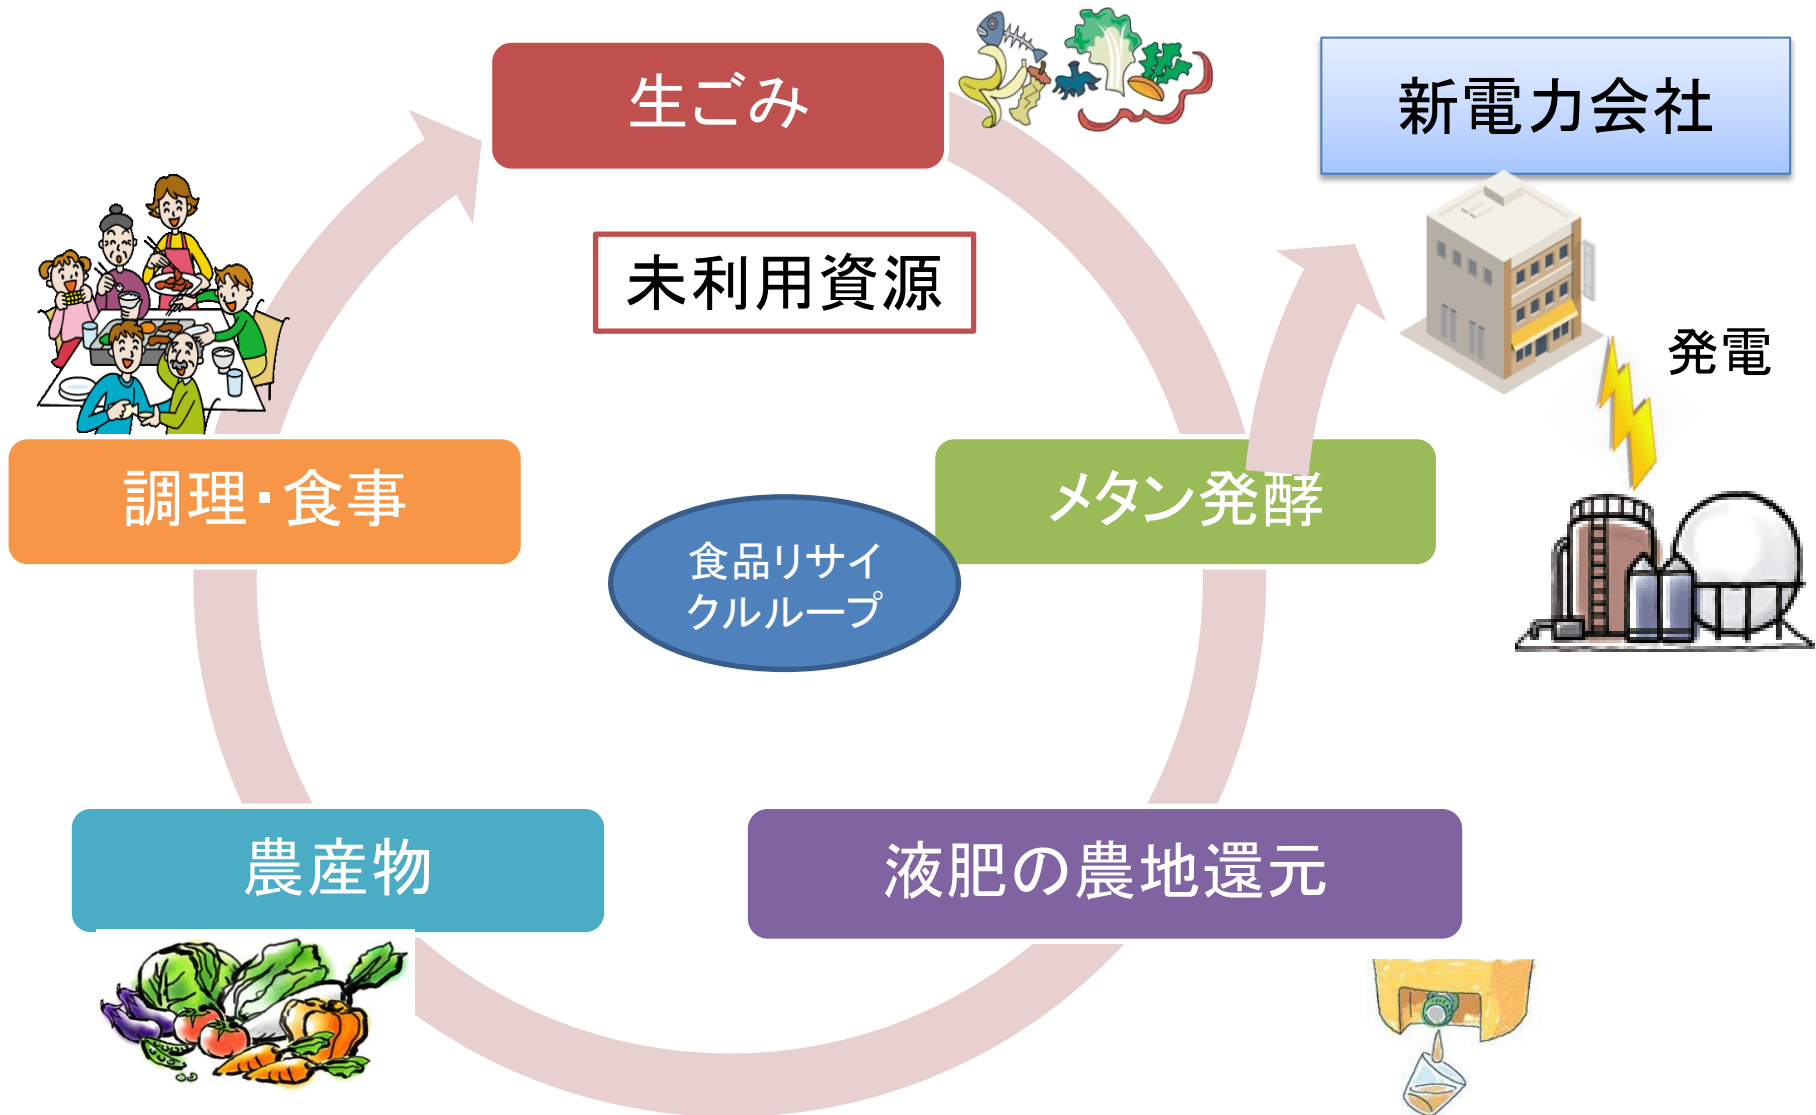 生ごみ
新電力会社
未利用資源
発電
調理・食事
メタン発酵
食品リサイ
クルループ
農産物
液肥の農地還元